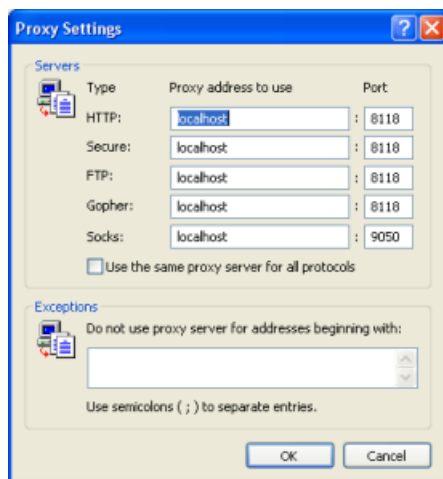 Proxy Settings
Servers
Type Proxy address to use Port
HTTP: localhost : 8118
Secure: localhost : 8118
FTP: localhost : 8118
Gopher: localhost : 8118
Socks: localhost : 9050
Use the same proxy server for all protocols
Exceptions
Do not use proxy server for addresses beginning with:
Use semicolons ( ; ) to separate entries.
OK Cancel